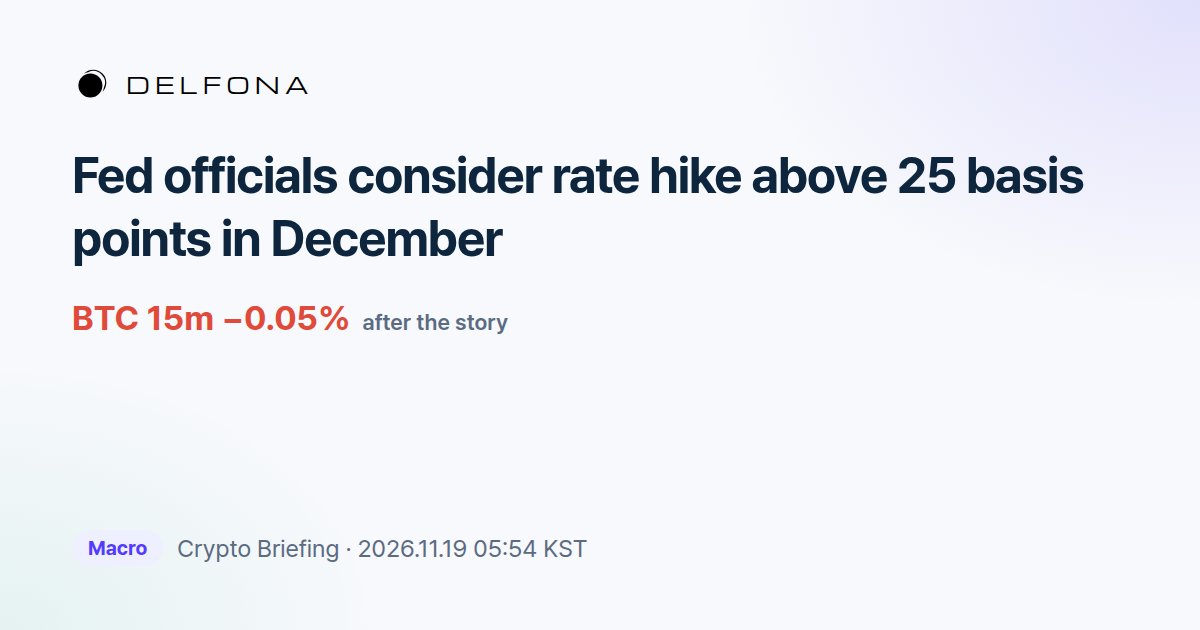 DELFONA
Fed officials consider rate hike above 25 basis
points in December
BTC 15m −0.05% after the story
Macro Crypto Briefing · 2026.11.19 05:54 KST